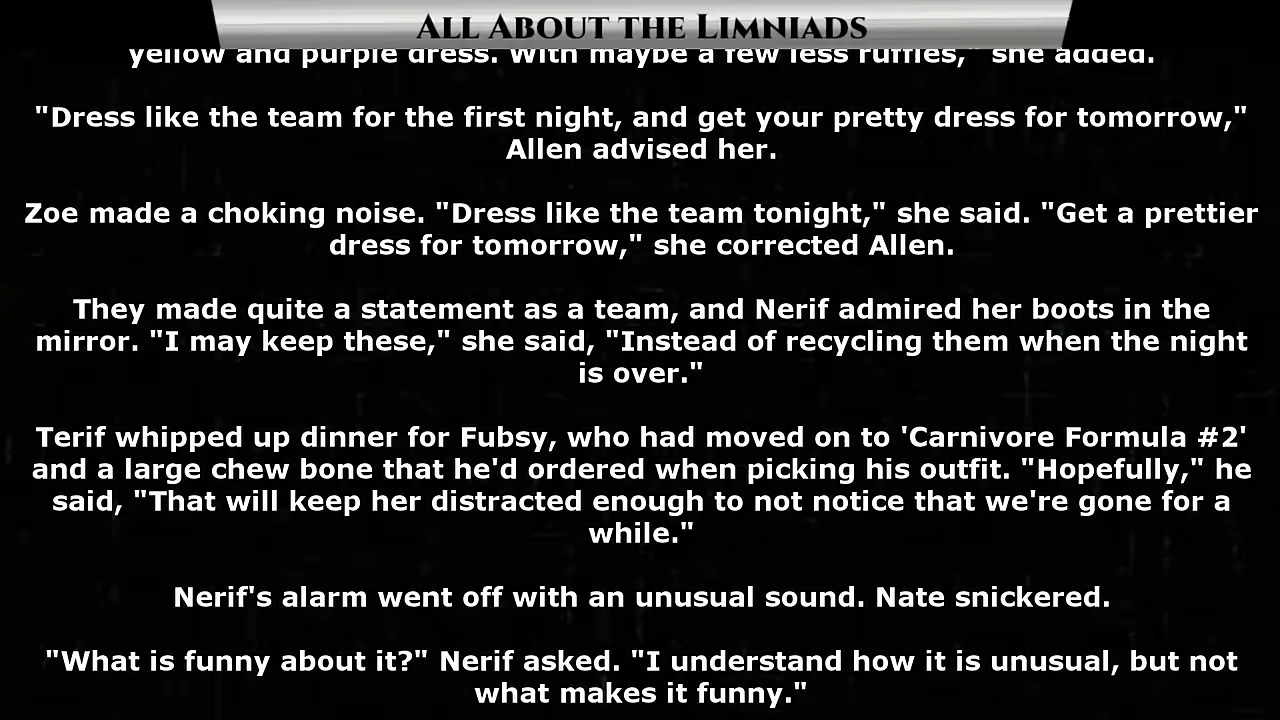 All About the Limniads
yellow and purple dress. With maybe a few less ruffles," she added.
"Dress like the team for the first night, and get your pretty dress for tomorrow,"
Allen advised her.
Zoe made a choking noise. "Dress like the team tonight," she said. "Get a prettier
dress for tomorrow," she corrected Allen.
They made quite a statement as a team, and Nerif admired her boots in the
mirror. "I may keep these," she said, "Instead of recycling them when the night
is over."
Terif whipped up dinner for Fubsy, who had moved on to 'Carnivore Formula #2'
and a large chew bone that he'd ordered when picking his outfit. "Hopefully," he
said, "That will keep her distracted enough to not notice that we're gone for a
while."
Nerif's alarm went off with an unusual sound. Nate snickered.
"What is funny about it?" Nerif asked. "I understand how it is unusual, but not
what makes it funny."